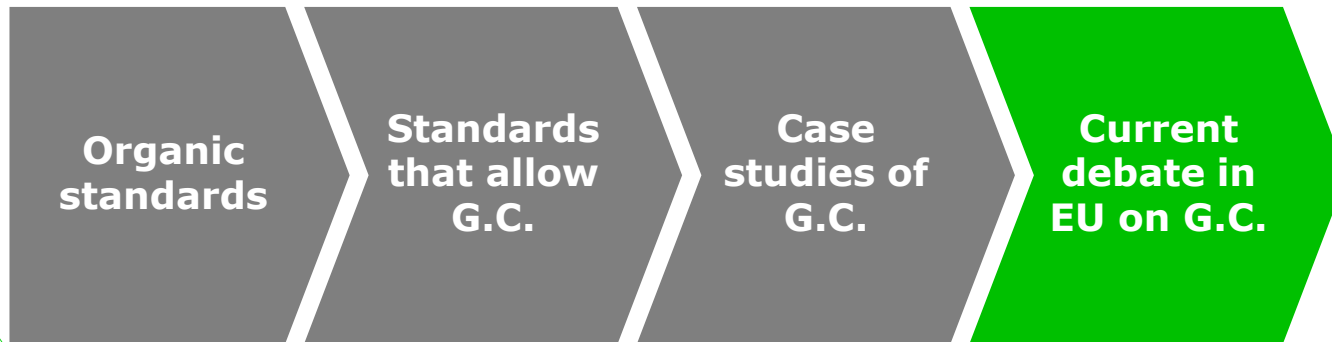 Organic
standards
Standards
that allow
G.C.
Case
studies of
G.C.
Current
debate in
EU on G.C.